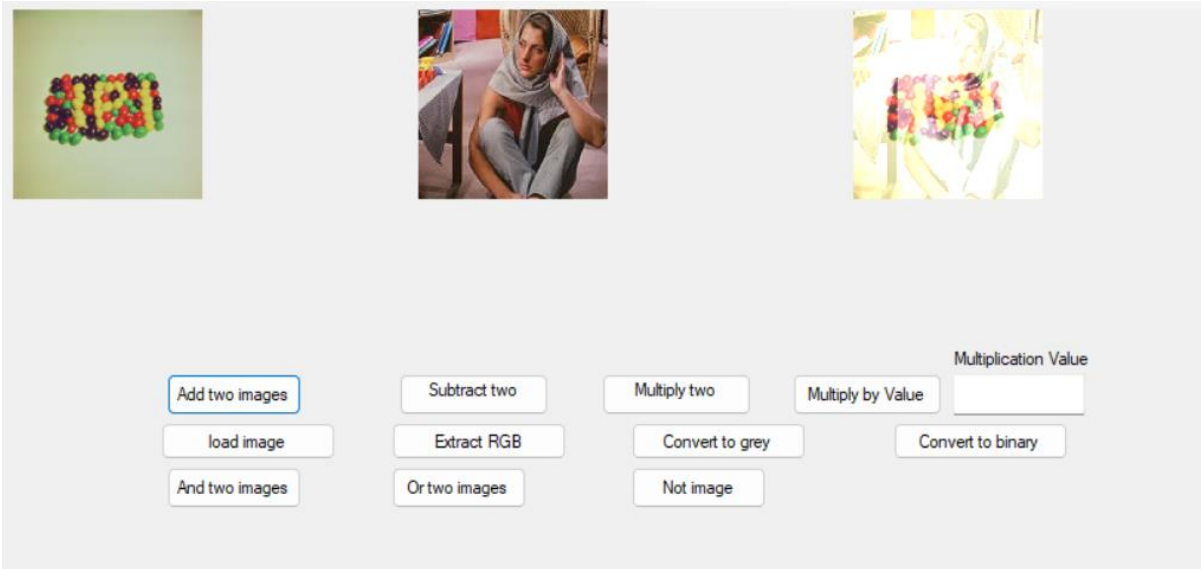 Multiplication Value
Add two images
Subtract two
Multiply two
Multiply by Value
load image
Extract RGB
Convert to grey
Convert to binary
And two images
Or two images
Not image